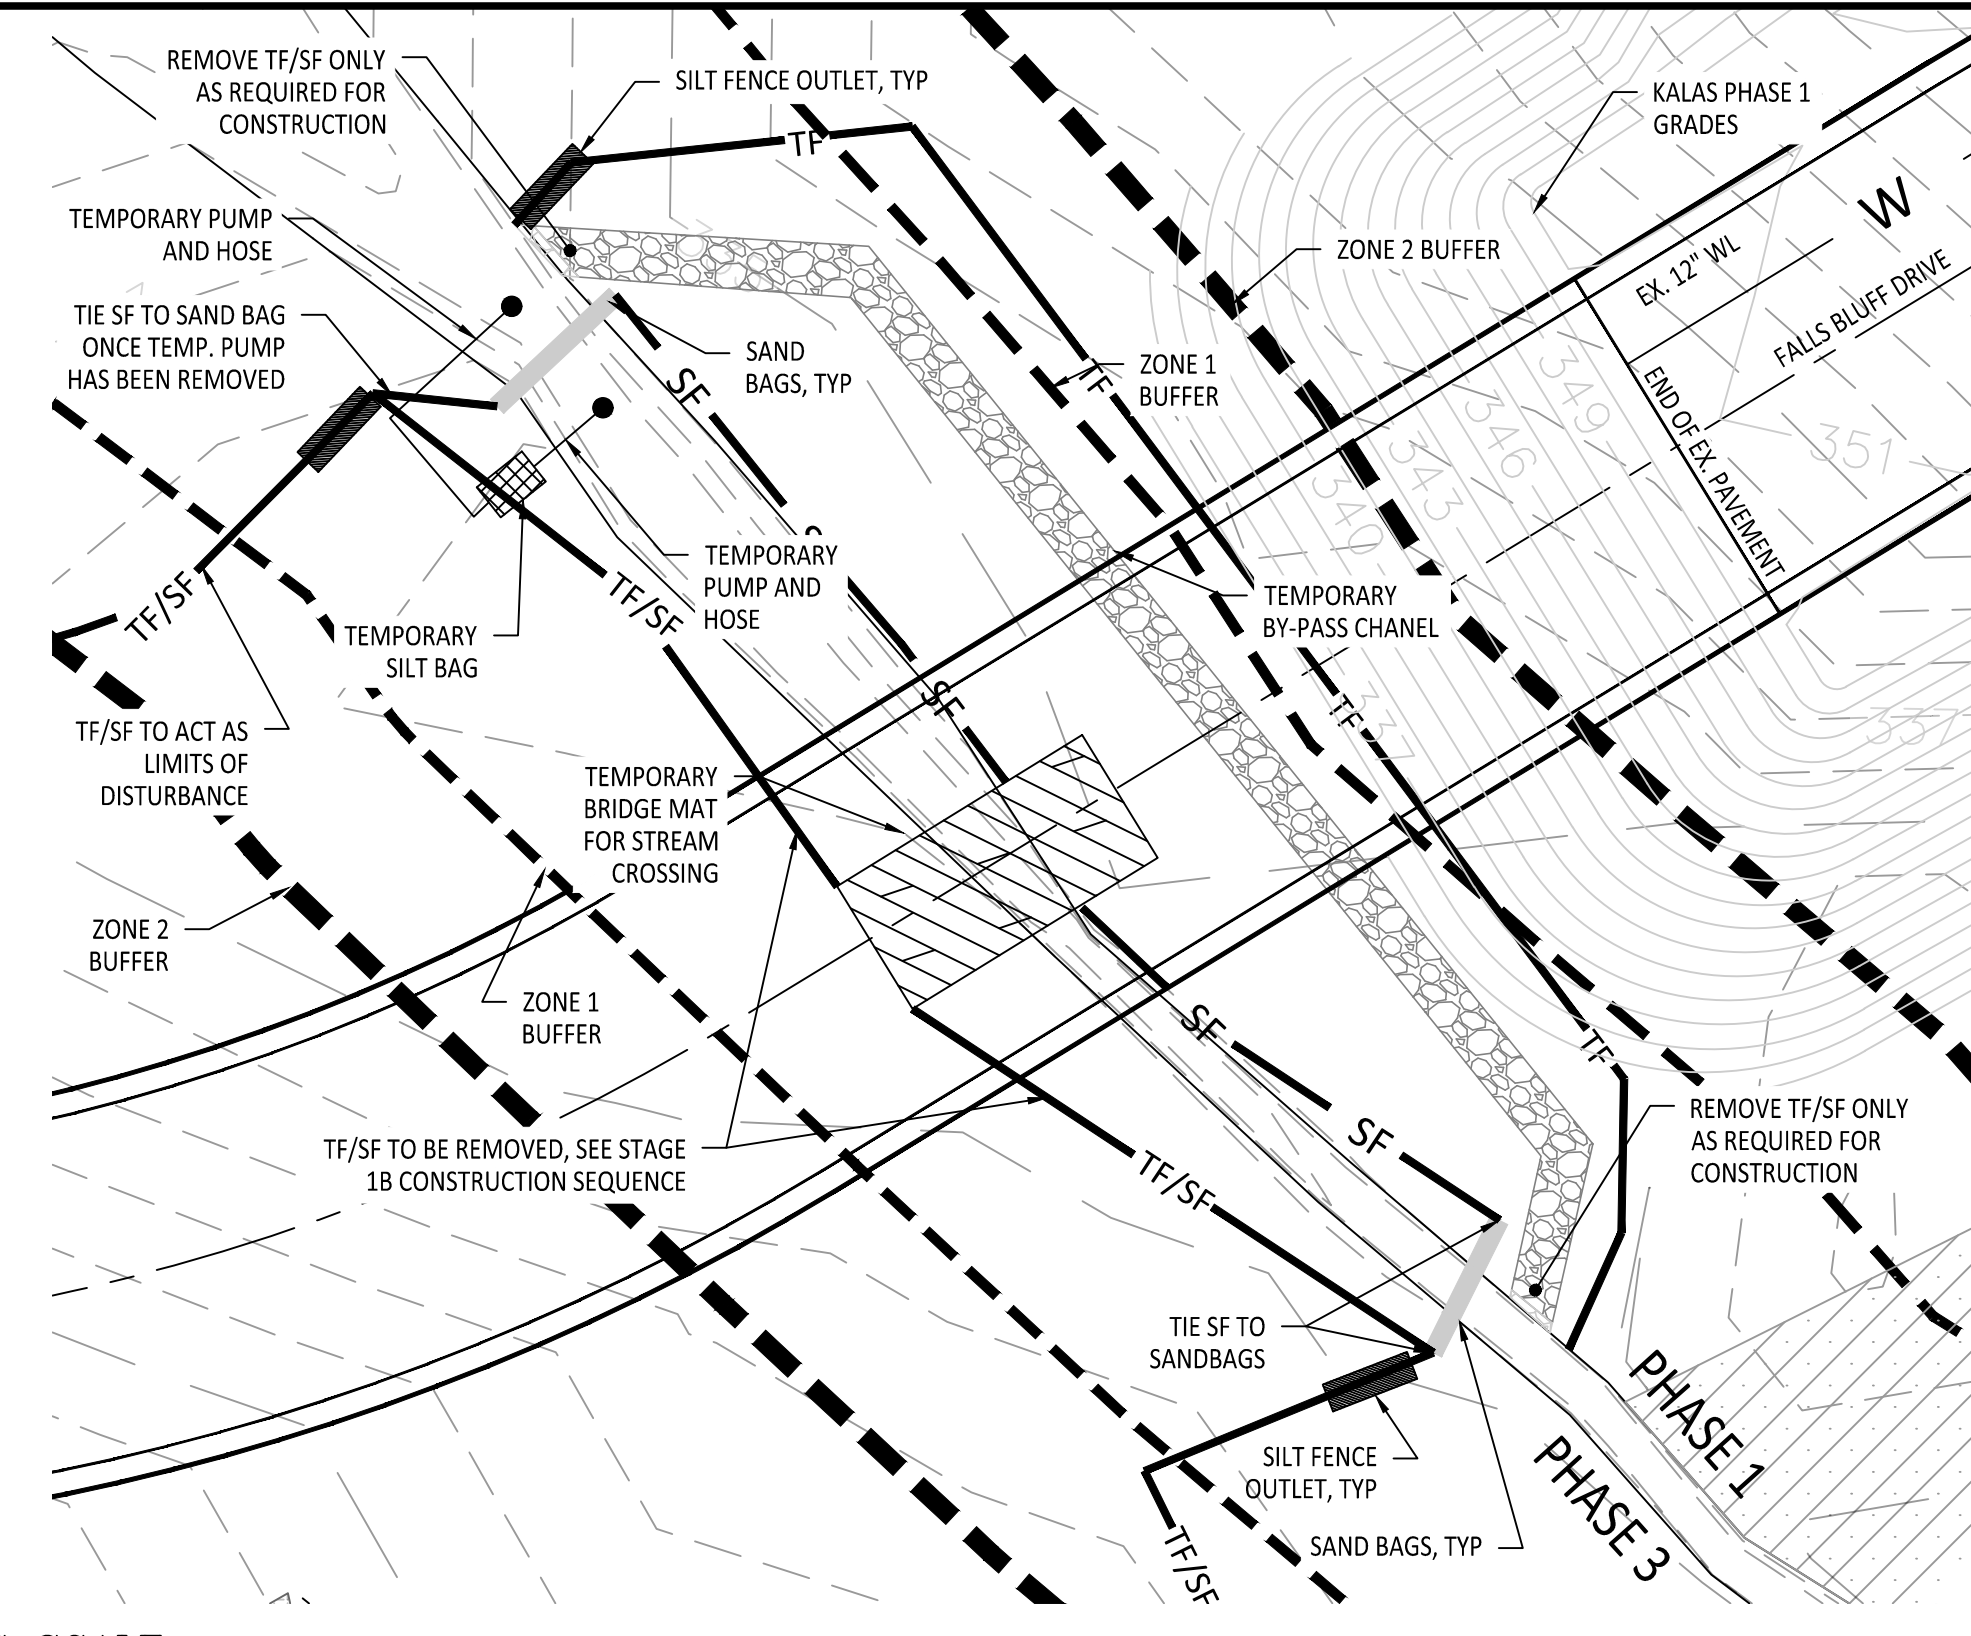 REMOVE TF/SF ONLY
AS REQUIRED FOR
CONSTRUCTION
SILT FENCE OUTLET, TYP
KALAS PHASE 1
GRADES
TF
W
TEMPORARY PUMP
AND HOSE
ZONE 2 BUFFER
EX. 12" WL
FALLS BLUFF DRIVE
TIE SF TO SAND BAG
ONCE TEMP. PUMP
HAS BEEN REMOVED
SAND
BAGS, TYP
SF
ZONE 1
BUFFER
TF
349
346
343
340
351
END OF EX. PAVEMENT
TEMPORARY
PUMP AND
HOSE
TEMPORARY
BY-PASS CHANEL
TF/SF
TF/SF
TEMPORARY
SILT BAG
SF
TF
337
337
TF/SF TO ACT AS
LIMITS OF
DISTURBANCE
TEMPORARY
BRIDGE MAT
FOR STREAM
CROSSING
ZONE 2
BUFFER
ZONE 1
BUFFER
SF
TF
TF/SF TO BE REMOVED, SEE STAGE
1B CONSTRUCTION SEQUENCE
SF
TF/SF
REMOVE TF/SF ONLY
AS REQUIRED FOR
CONSTRUCTION
TIE SF TO
SANDBAGS
PHASE 1
PHASE 3
SILT FENCE
OUTLET, TYP
SAND BAGS, TYP
TF/SF